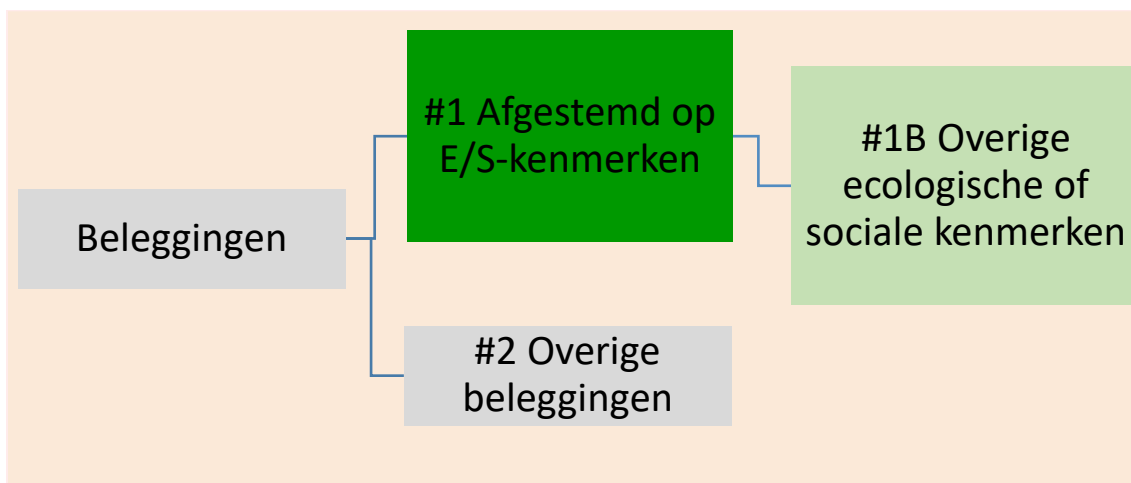 #1 Afgestemd op
E/S-kenmerken
#1B Overige
ecologische of
sociale kenmerken
Beleggingen
#2 Overige
beleggingen